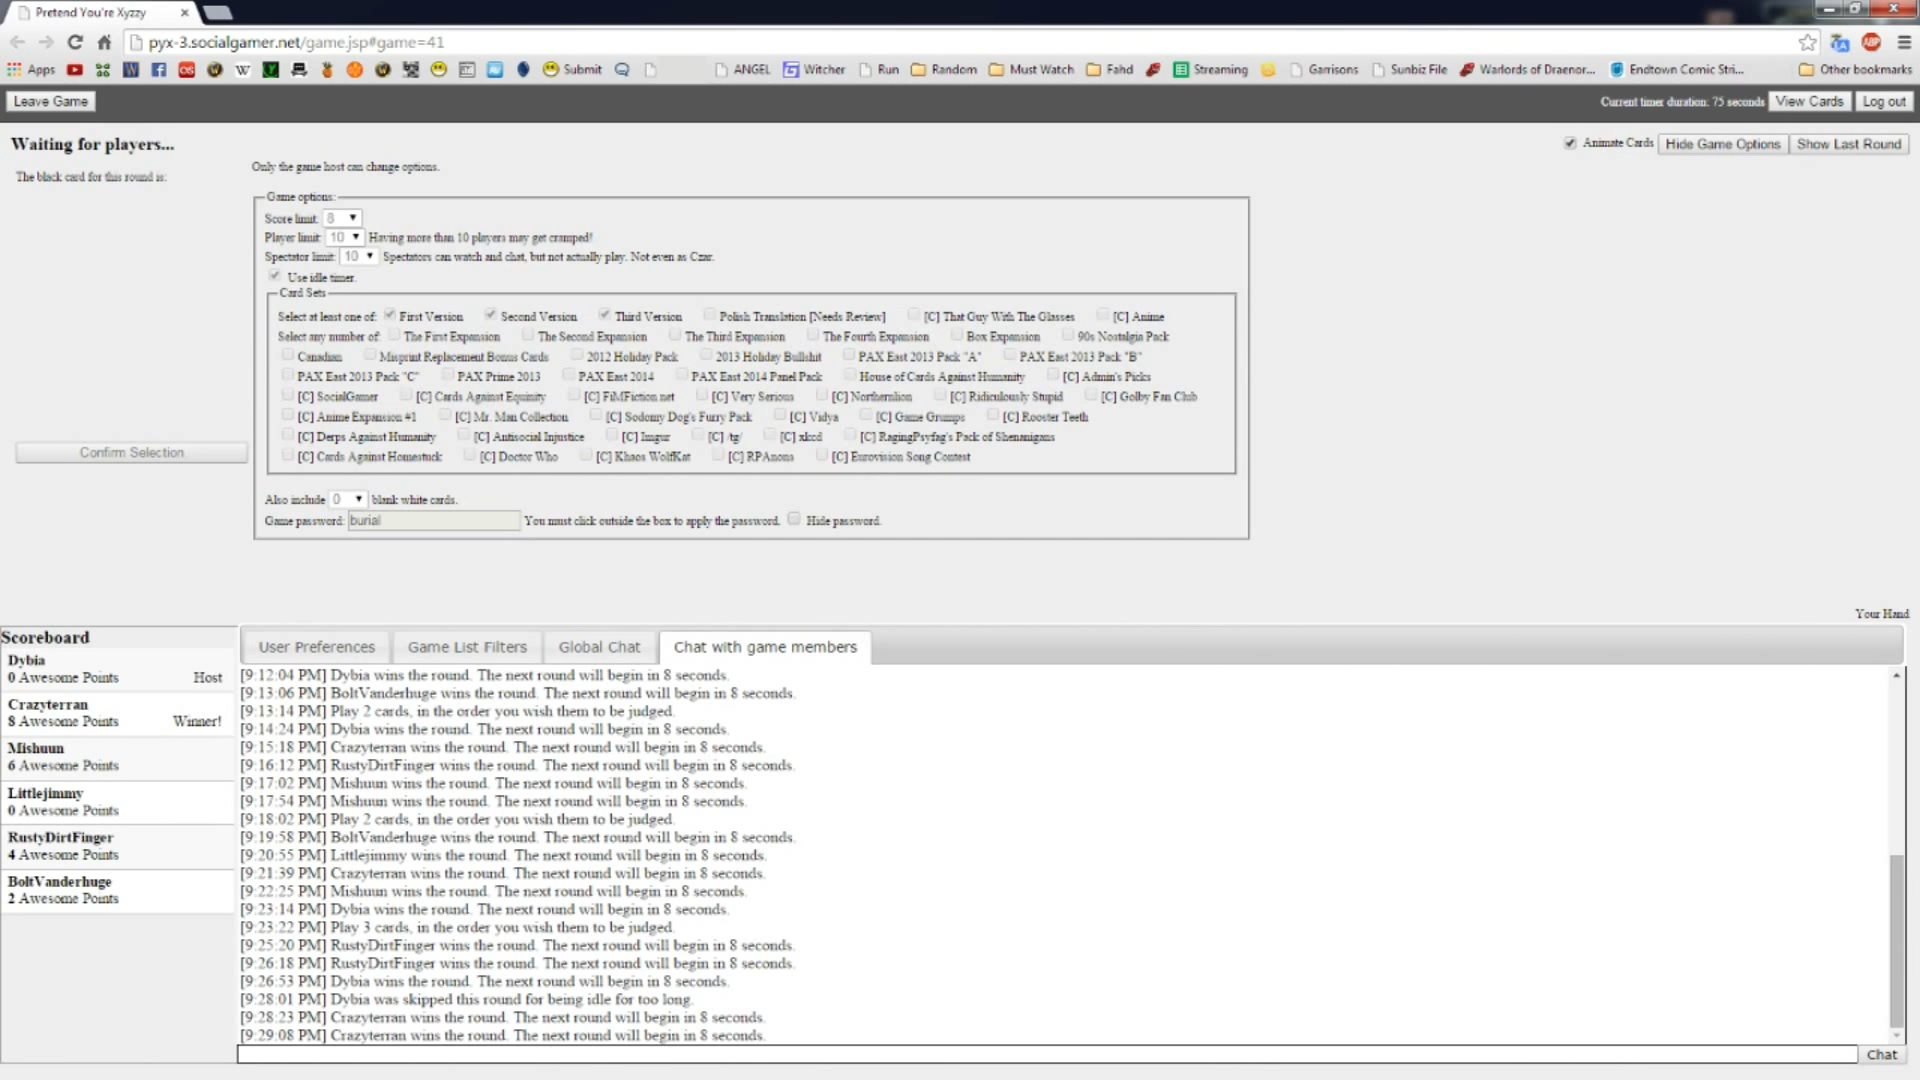 Pretend You're Xyzzy
pyx-3.socialgamer.net/game.jsp#game=41
Apps Submit ANGEL Witcher Run Random Must Watch Fahd Streaming Garrisons Sunbiz File Warlords of Draenor... Endtown Comic Stri... Other bookmarks
Leave Game Current timer duration: 75 seconds View Cards Log out
Waiting for players... Animate Cards Hide Game Options Show Last Round
The black card for this round is:
Only the game host can change options.
Game options:
Score limit: 8
Player limit: 10 Having more than 10 players may get cramped!
Spectator limit: 10 Spectators can watch and chat, but not actually play. Not even as Czar.
Use idle timer.
Card Sets
Select at least one of: First Version Second Version Third Version Polish Translation [Needs Review] [C] That Guy With The Glasses [C] Anime
Select any number of: The First Expansion The Second Expansion The Third Expansion The Fourth Expansion Box Expansion 90s Nostalgia Pack
Canadian Misprint Replacement Bonus Cards 2012 Holiday Pack 2013 Holiday Bullshit PAX East 2013 Pack "A" PAX East 2013 Pack "B"
PAX East 2013 Pack "C" PAX Prime 2013 PAX East 2014 PAX East 2014 Panel Pack House of Cards Against Humanity [C] Admin's Picks
[C] SocialGamer [C] Cards Against Equinity [C] FiMFiction.net [C] Very Serious [C] Northernlion [C] Ridiculously Stupid [C] Golby Fan Club
[C] Anime Expansion #1 [C] Mr. Man Collection [C] Sodomy Dog's Furry Pack [C] Vidya [C] Game Grumps [C] Rooster Teeth
[C] Derps Against Humanity [C] Antisocial Injustice [C] Imgur [C] /tg/ [C] xkcd [C] RagingPsyfag's Pack of Shenanigans
[C] Cards Against Homestuck [C] Doctor Who [C] Khaos WolfKat [C] RPAnons [C] Eurovision Song Contest
Confirm Selection
Also include 0 blank white cards.
Game password: burial You must click outside the box to apply the password. Hide password.
Your Hand
Scoreboard
Dybia
0 Awesome Points Host
Crazyterran
8 Awesome Points Winner!
Mishuun
6 Awesome Points
Littlejimmy
0 Awesome Points
RustyDirtFinger
4 Awesome Points
BoltVanderhuge
2 Awesome Points
User Preferences Game List Filters Global Chat Chat with game members
[9:12:04 PM] Dybia wins the round. The next round will begin in 8 seconds.
[9:13:06 PM] BoltVanderhuge wins the round. The next round will begin in 8 seconds.
[9:13:14 PM] Play 2 cards, in the order you wish them to be judged.
[9:14:24 PM] Dybia wins the round. The next round will begin in 8 seconds.
[9:15:18 PM] Crazyterran wins the round. The next round will begin in 8 seconds.
[9:16:12 PM] RustyDirtFinger wins the round. The next round will begin in 8 seconds.
[9:17:02 PM] Mishuun wins the round. The next round will begin in 8 seconds.
[9:17:54 PM] Mishuun wins the round. The next round will begin in 8 seconds.
[9:18:02 PM] Play 2 cards, in the order you wish them to be judged.
[9:19:58 PM] BoltVanderhuge wins the round. The next round will begin in 8 seconds.
[9:20:55 PM] Littlejimmy wins the round. The next round will begin in 8 seconds.
[9:21:39 PM] Crazyterran wins the round. The next round will begin in 8 seconds.
[9:22:25 PM] Mishuun wins the round. The next round will begin in 8 seconds.
[9:23:14 PM] Dybia wins the round. The next round will begin in 8 seconds.
[9:23:22 PM] Play 3 cards, in the order you wish them to be judged.
[9:25:20 PM] RustyDirtFinger wins the round. The next round will begin in 8 seconds.
[9:26:18 PM] RustyDirtFinger wins the round. The next round will begin in 8 seconds.
[9:26:53 PM] Dybia wins the round. The next round will begin in 8 seconds.
[9:28:01 PM] Dybia was skipped this round for being idle for too long.
[9:28:23 PM] Crazyterran wins the round. The next round will begin in 8 seconds.
[9:29:08 PM] Crazyterran wins the round. The next round will begin in 8 seconds.
Chat